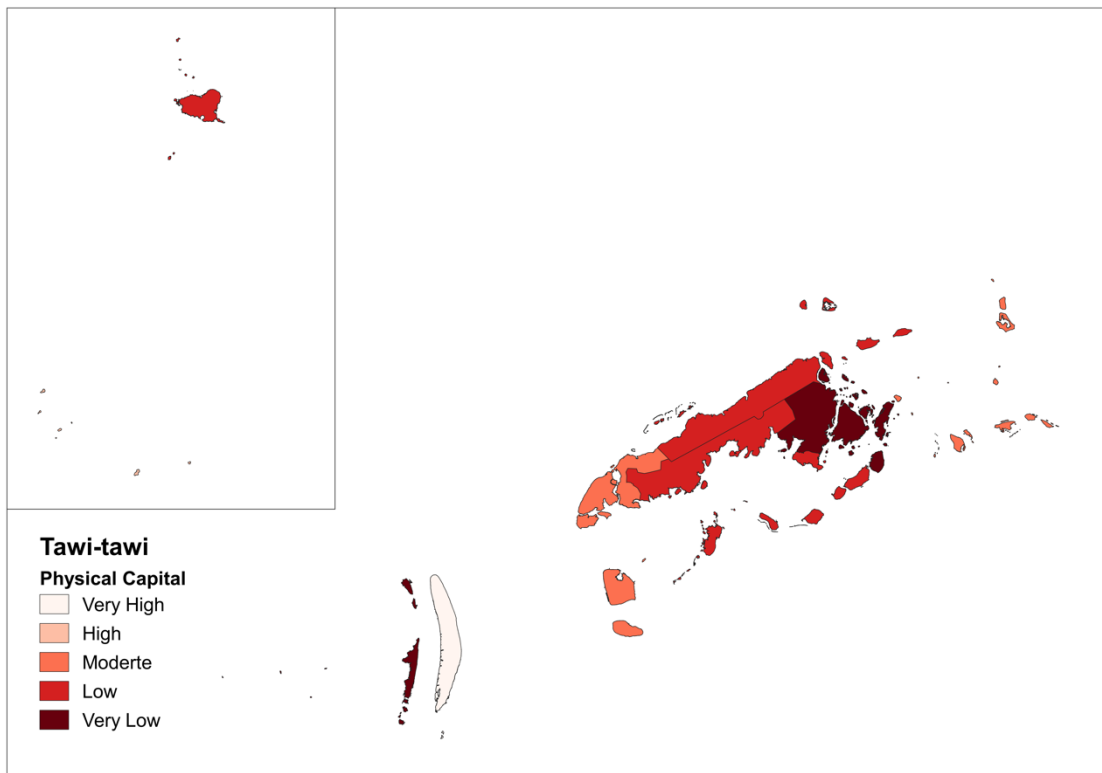 Tawi-tawi
Physical Capital
Very High
High
Moderte
Low
Very Low